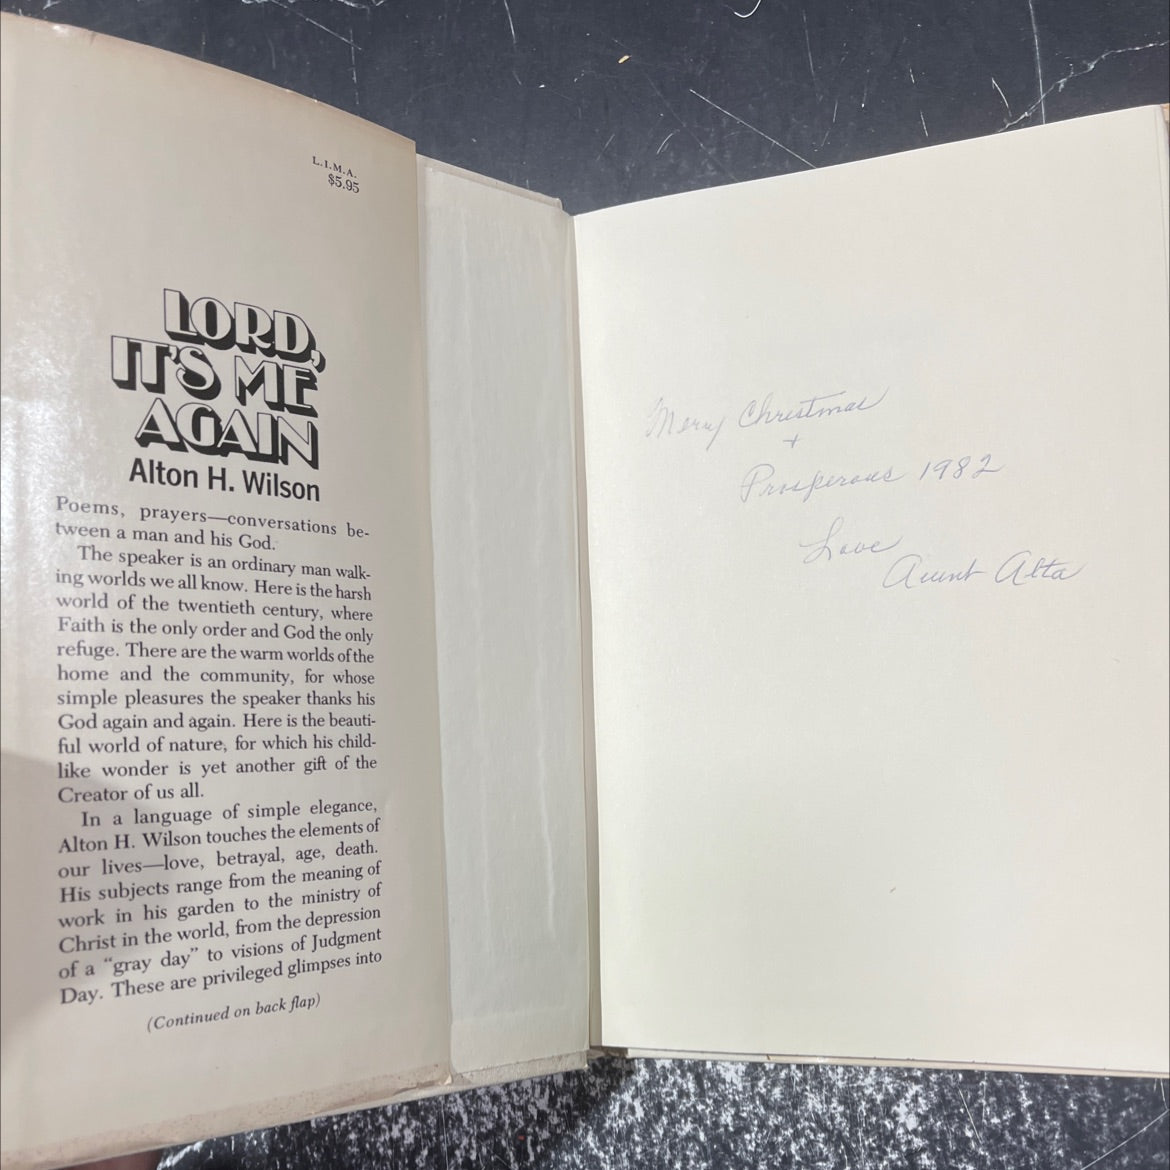 L.I.M.A.
$5.95
LORD,
IT'S ME
AGAIN
Alton H. Wilson
Poems, prayers—conversations be-
tween a man and his God.
The speaker is an ordinary man walk-
ing worlds we all know. Here is the harsh
world of the twentieth century, where
Faith is the only order and God the only
refuge. There are the warm worlds of the
home and the community, for whose
simple pleasures the speaker thanks his
God again and again. Here is the beauti-
ful world of nature, for which his child-
like wonder is yet another gift of the
Creator of us all.
In a language of simple elegance,
Alton H. Wilson touches the elements of
our lives—love, betrayal, age, death.
His subjects range from the meaning of
work in his garden to the ministry of
Christ in the world, from the depression
of a “gray day” to visions of Judgment
Day. These are privileged glimpses into
(Continued on back flap)
Merry Christmas
+
Prosperous 1982
Love
Aunt Alta